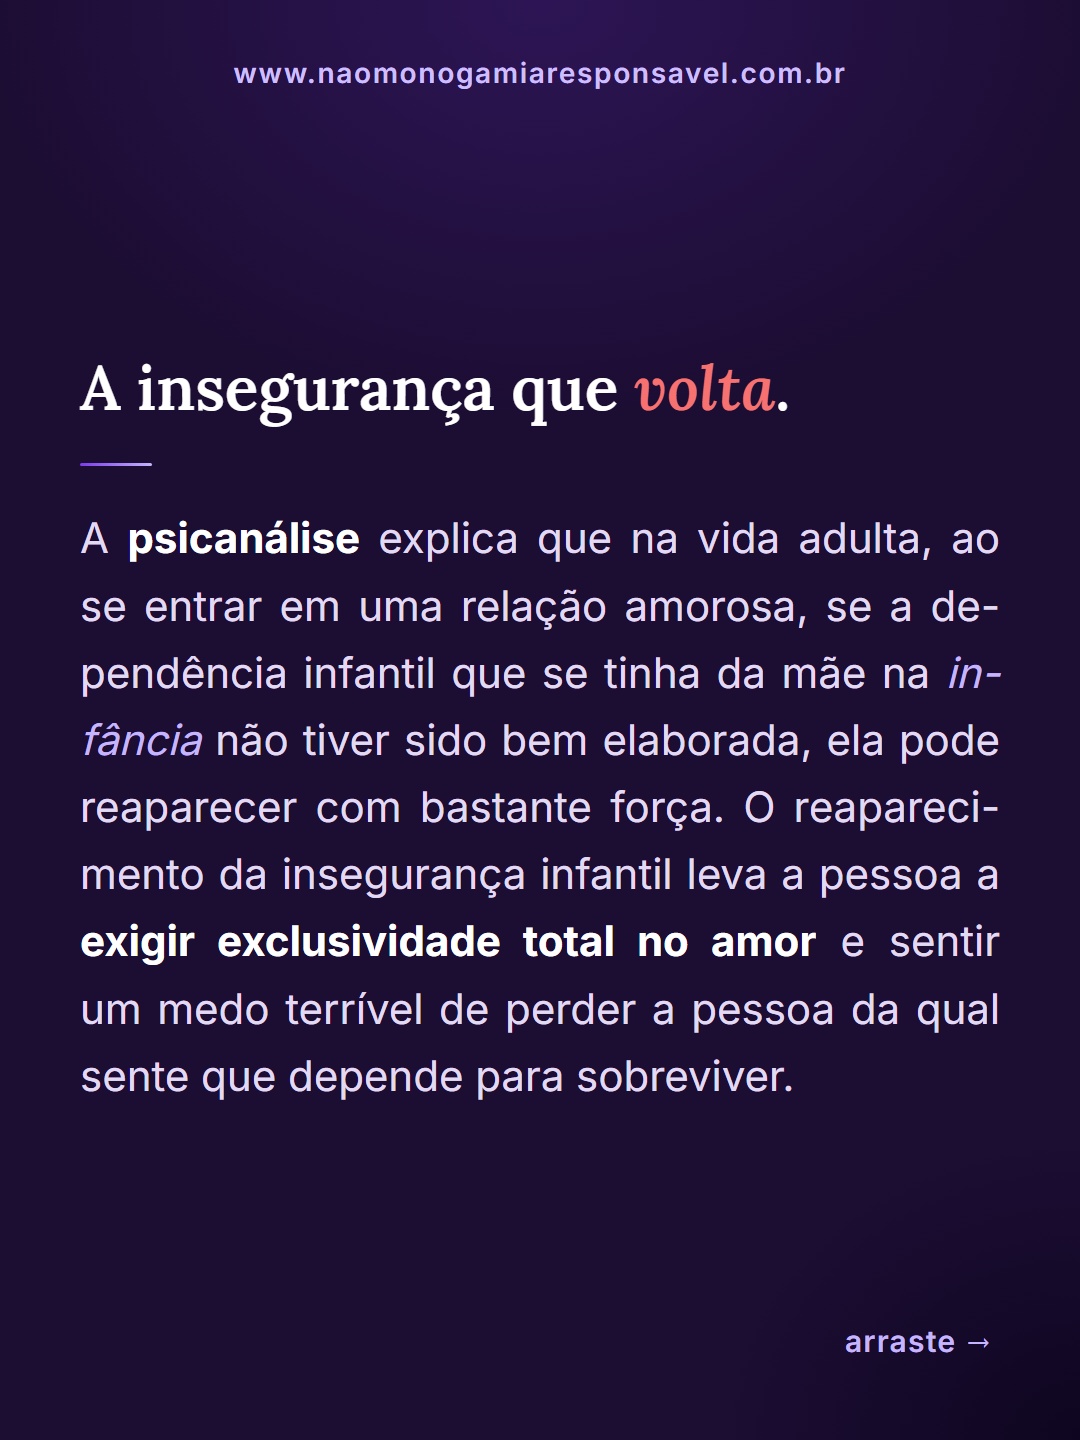 www.naomonogamiaresponsavel.com.br
A insegurança que volta.
A psicanálise explica que na vida adulta, ao
se entrar em uma relação amorosa, se a de-
pendência infantil que se tinha da mãe na in-
fância não tiver sido bem elaborada, ela pode
reaparecer com bastante força. O reapareci-
mento da insegurança infantil leva a pessoa a
exigir exclusividade total no amor e sentir
um medo terrível de perder a pessoa da qual
sente que depende para sobreviver.
arraste →